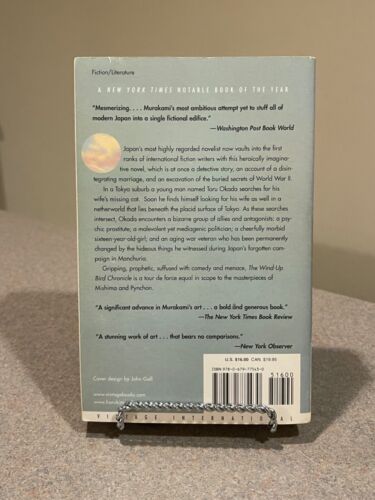 Fiction/Literature
A NEW YORK TIMES NOTABLE BOOK OF THE YEAR
"Mesmerizing. . . . Murakami's most ambitious attempt yet to stuff all of
modern Japan into a single fictional edifice."
—Washington Post Book World
Japan's most highly regarded novelist now vaults into the first
ranks of international fiction writers with this heroically imagina-
tive novel, which is at once a detective story, an account of a disin-
tegrating marriage, and an excavation of the buried secrets of World War II.
In a Tokyo suburb a young man named Toru Okada searches for his
wife's missing cat. Soon he finds himself looking for his wife as well in a
netherworld that lies beneath the placid surface of Tokyo. As these searches
intersect, Okada encounters a bizarre group of allies and antagonists: a psy-
chic prostitute; a malevolent yet mediagenic politician; a cheerfully morbid
sixteen-year-old-girl; and an aging war veteran who has been permanently
changed by the hideous things he witnessed during Japan's forgotten cam-
paign in Manchuria.
Gripping, prophetic, suffused with comedy and menace, The Wind-Up
Bird Chronicle is a tour de force equal in scope to the masterpieces of
Mishima and Pynchon.
"A significant advance in Murakami's art . . . a bold and generous book."
—The New York Times Book Review
"A stunning work of art . . . that bears no comparisons."
—New York Observer
U.S. $16.00 CAN. $19.95
ISBN 978-0-679-77543-0
51600
Cover design by John Gall
www.vintagebooks.com
VINTAGE INTERNATIONAL